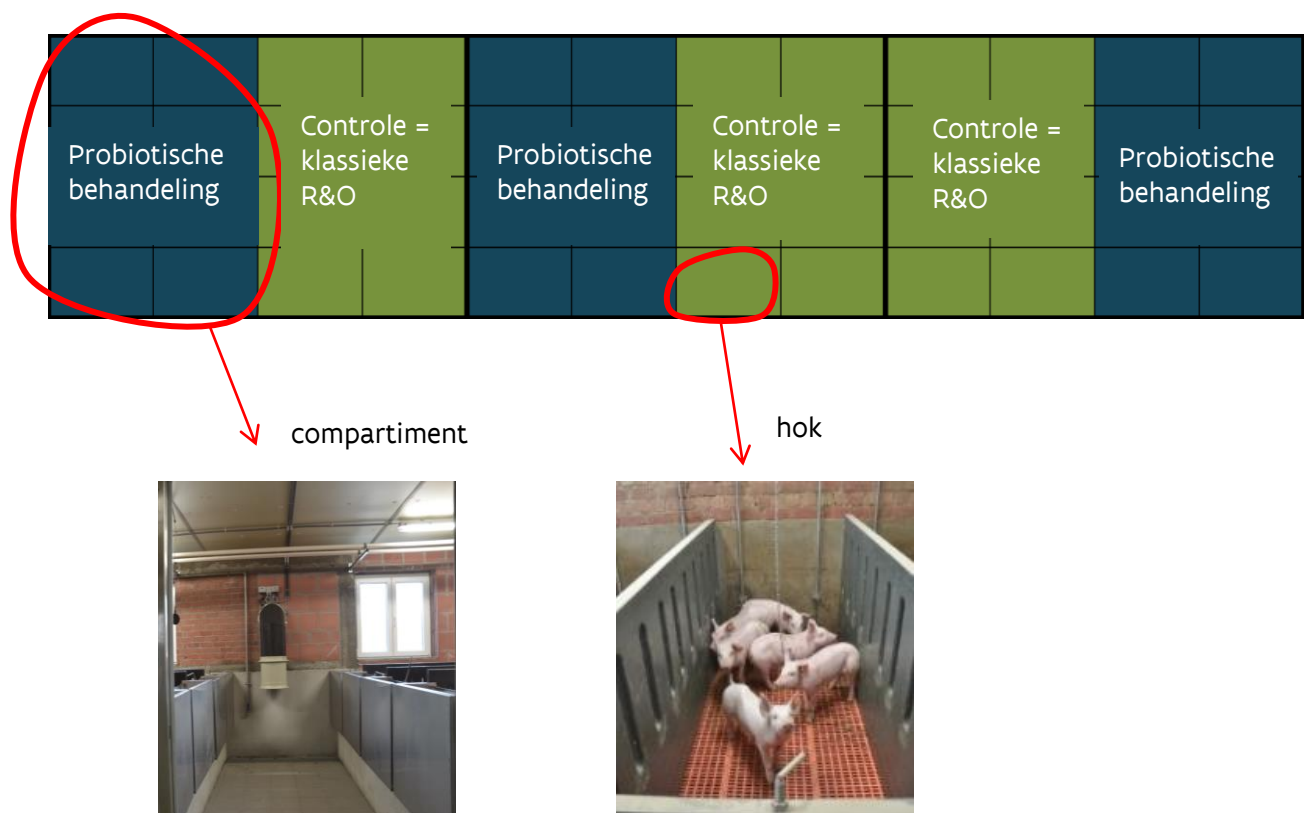 Probiotische
behandeling
Controle =
klassieke
R&O
Probiotische
behandeling
Controle =
klassieke
R&O
Controle =
klassieke
R&O
Probiotische
behandeling
compartiment
hok